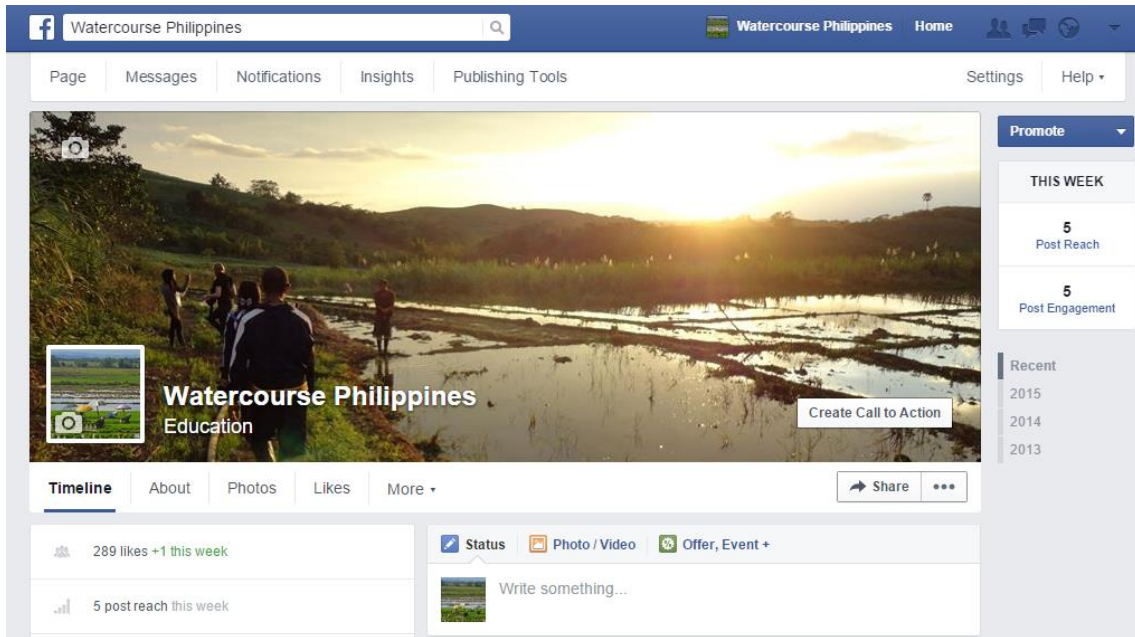 Watercourse Philippines
Watercourse Philippines Home
Page Messages Notifications Insights Publishing Tools Settings Help
Promote
THIS WEEK
5
Post Reach
5
Post Engagement
Recent
2015
2014
2013
Watercourse Philippines
Education
Create Call to Action
Timeline About Photos Likes More
Share
289 likes +1 this week
5 post reach this week
Status Photo / Video Offer, Event +
Write something...